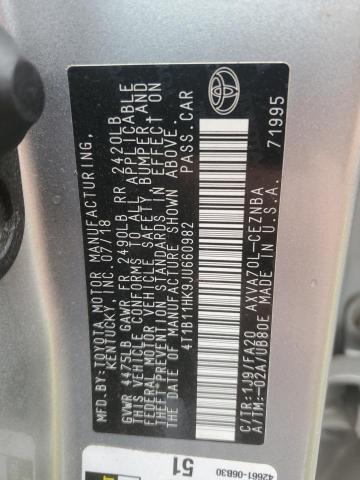 MFD.BY:TOYOTA MOTOR MANUFACTURING,
KENTUCKY, INC. 07/18
GVWR 4475LB GAWR FR 2490LB RR 2420LB
THIS VEHICLE CONFORMS TO ALL APPLICABLE
FEDERAL MOTOR VEHICLE SAFETY, BUMPER, AND
THEFT PREVENTION STANDARDS IN EFFECT ON
THE DATE OF MANUFACTURE SHOWN ABOVE.
4T1B11HK9JU660982 PASS.CAR
C/TR:1J9/FA20 AXVA70L-CEZNBA
A/TM:-02A/UB80E 71995
42661-06B30
51